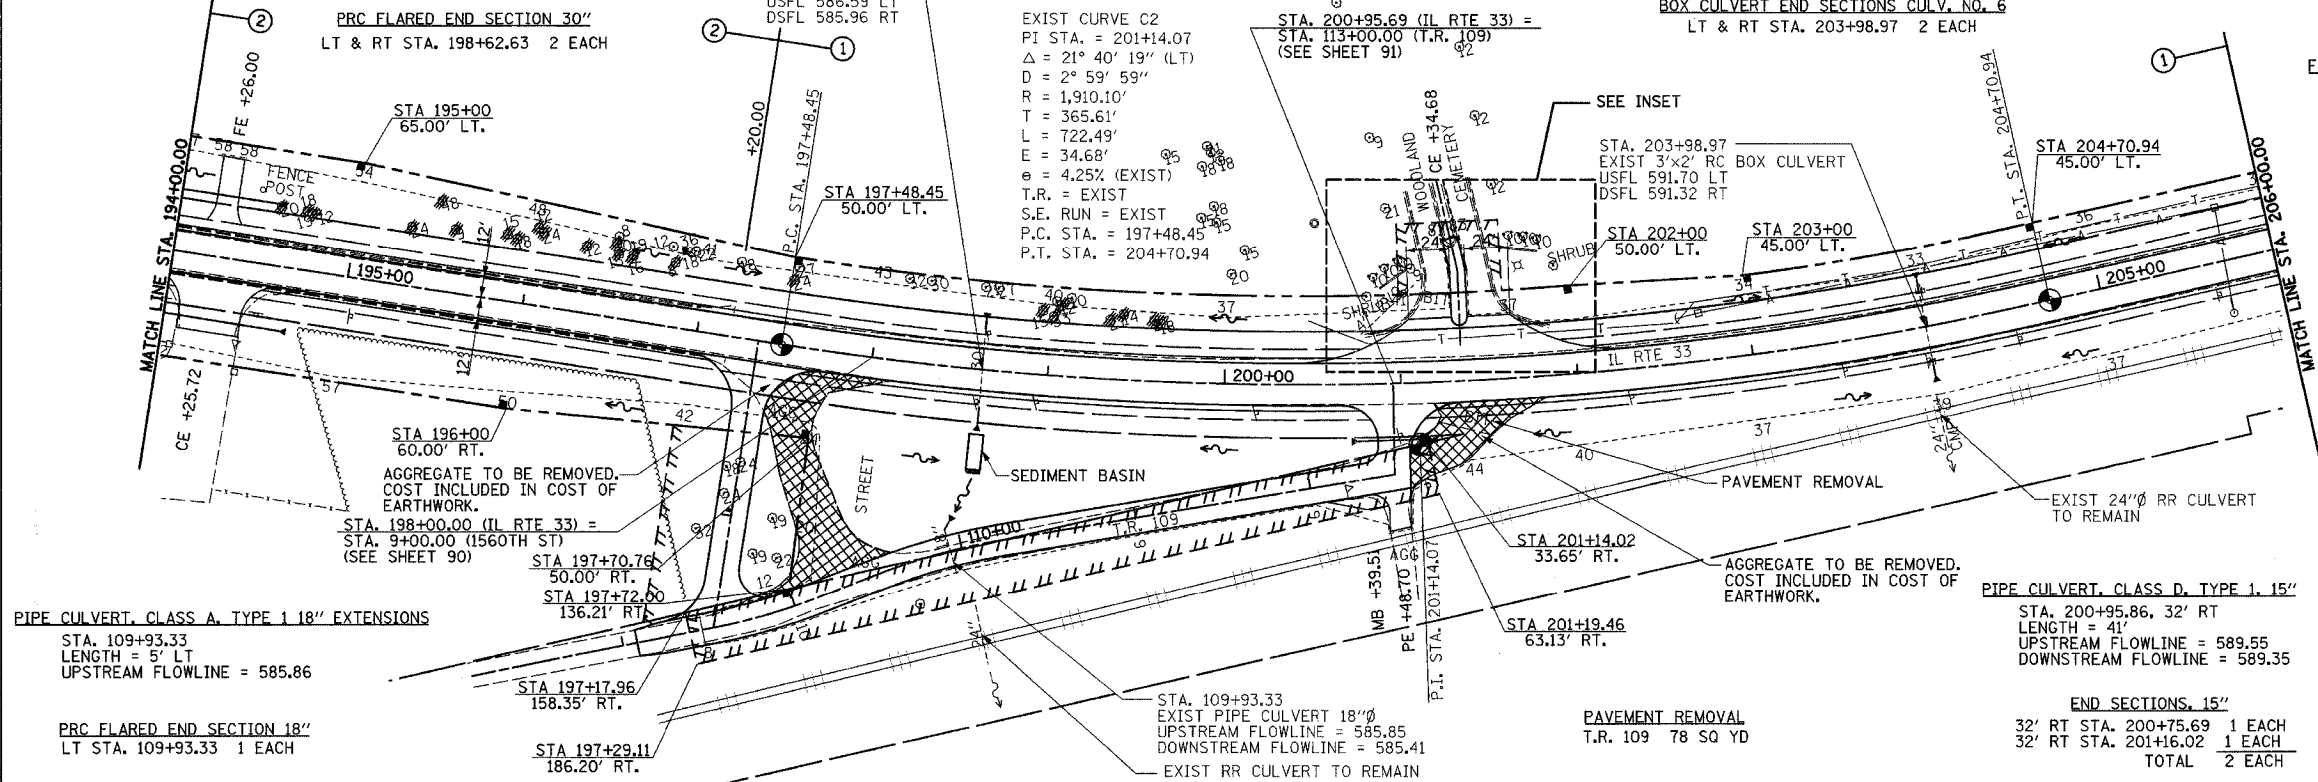 PRC FLARED END SECTION 30"
LT & RT STA. 198+62.63 2 EACH
USFL 586.59 LT
DSFL 585.96 RT
EXIST CURVE C2
PI STA. = 201+14.07
Δ = 21° 40' 19" (LT)
D = 2° 59' 59"
R = 1,910.10'
T = 365.61'
L = 722.49'
E = 34.68'
e = 4.25% (EXIST)
T.R. = EXIST
S.E. RUN = EXIST
P.C. STA. = 197+48.45
P.T. STA. = 204+70.94
STA. 200+95.69 (IL RTE 33) =
STA. 113+00.00 (T.R. 109)
(SEE SHEET 91)
BOX CULVERT END SECTIONS CULV. NO. 6
LT & RT STA. 203+98.97 2 EACH
2
2
1
1
FE +26.00
+20.00
P.C. STA. 197+48.45
STA 195+00
65.00' LT.
STA 197+48.45
50.00' LT.
MATCH LINE STA. 194+00.00
FENCE
POST
195+00
WOODLAND
CE +34.68
CEMETERY
SEE INSET
STA. 203+98.97
EXIST 3'x2' RC BOX CULVERT
USFL 591.70 LT
DSFL 591.32 RT
P.T. STA. 204+70.94
STA 204+70.94
45.00' LT.
STA 202+00
50.00' LT.
STA 203+00
45.00' LT.
SHRUB
SHRUB
205+00
MATCH LINE STA. 206+00.00
IL RTE 33
200+00
CE +25.72
STA 196+00
60.00' RT.
AGGREGATE TO BE REMOVED.
COST INCLUDED IN COST OF
EARTHWORK.
STA. 198+00.00 (IL RTE 33) =
STA. 9+00.00 (1560TH ST)
(SEE SHEET 90)
STA 197+70.76
50.00' RT.
STA 197+72.00
136.21' RT.
STREET
SEDIMENT BASIN
110+00
T.R. 109
AGG
AGG
PAVEMENT REMOVAL
EXIST 24"Ø RR CULVERT
TO REMAIN
24"
CMP
STA 201+14.02
33.65' RT.
AGGREGATE TO BE REMOVED.
COST INCLUDED IN COST OF
EARTHWORK.
STA 201+19.46
63.13' RT.
MB +39.51
PE +48.70
P.I. STA. 201+14.07
PIPE CULVERT, CLASS A, TYPE 1 18" EXTENSIONS
STA. 109+93.33
LENGTH = 5' LT
UPSTREAM FLOWLINE = 585.86
PRC FLARED END SECTION 18"
LT STA. 109+93.33 1 EACH
STA 197+17.96
158.35' RT.
STA 197+29.11
186.20' RT.
24"
STA. 109+93.33
EXIST PIPE CULVERT 18"Ø
UPSTREAM FLOWLINE = 585.85
DOWNSTREAM FLOWLINE = 585.41
EXIST RR CULVERT TO REMAIN
PAVEMENT REMOVAL
T.R. 109 78 SQ YD
PIPE CULVERT, CLASS D, TYPE 1, 15"
STA. 200+95.86, 32' RT
LENGTH = 41'
UPSTREAM FLOWLINE = 589.55
DOWNSTREAM FLOWLINE = 589.35
END SECTIONS, 15"
32' RT STA. 200+75.69 1 EACH
32' RT STA. 201+16.02 1 EACH
TOTAL 2 EACH